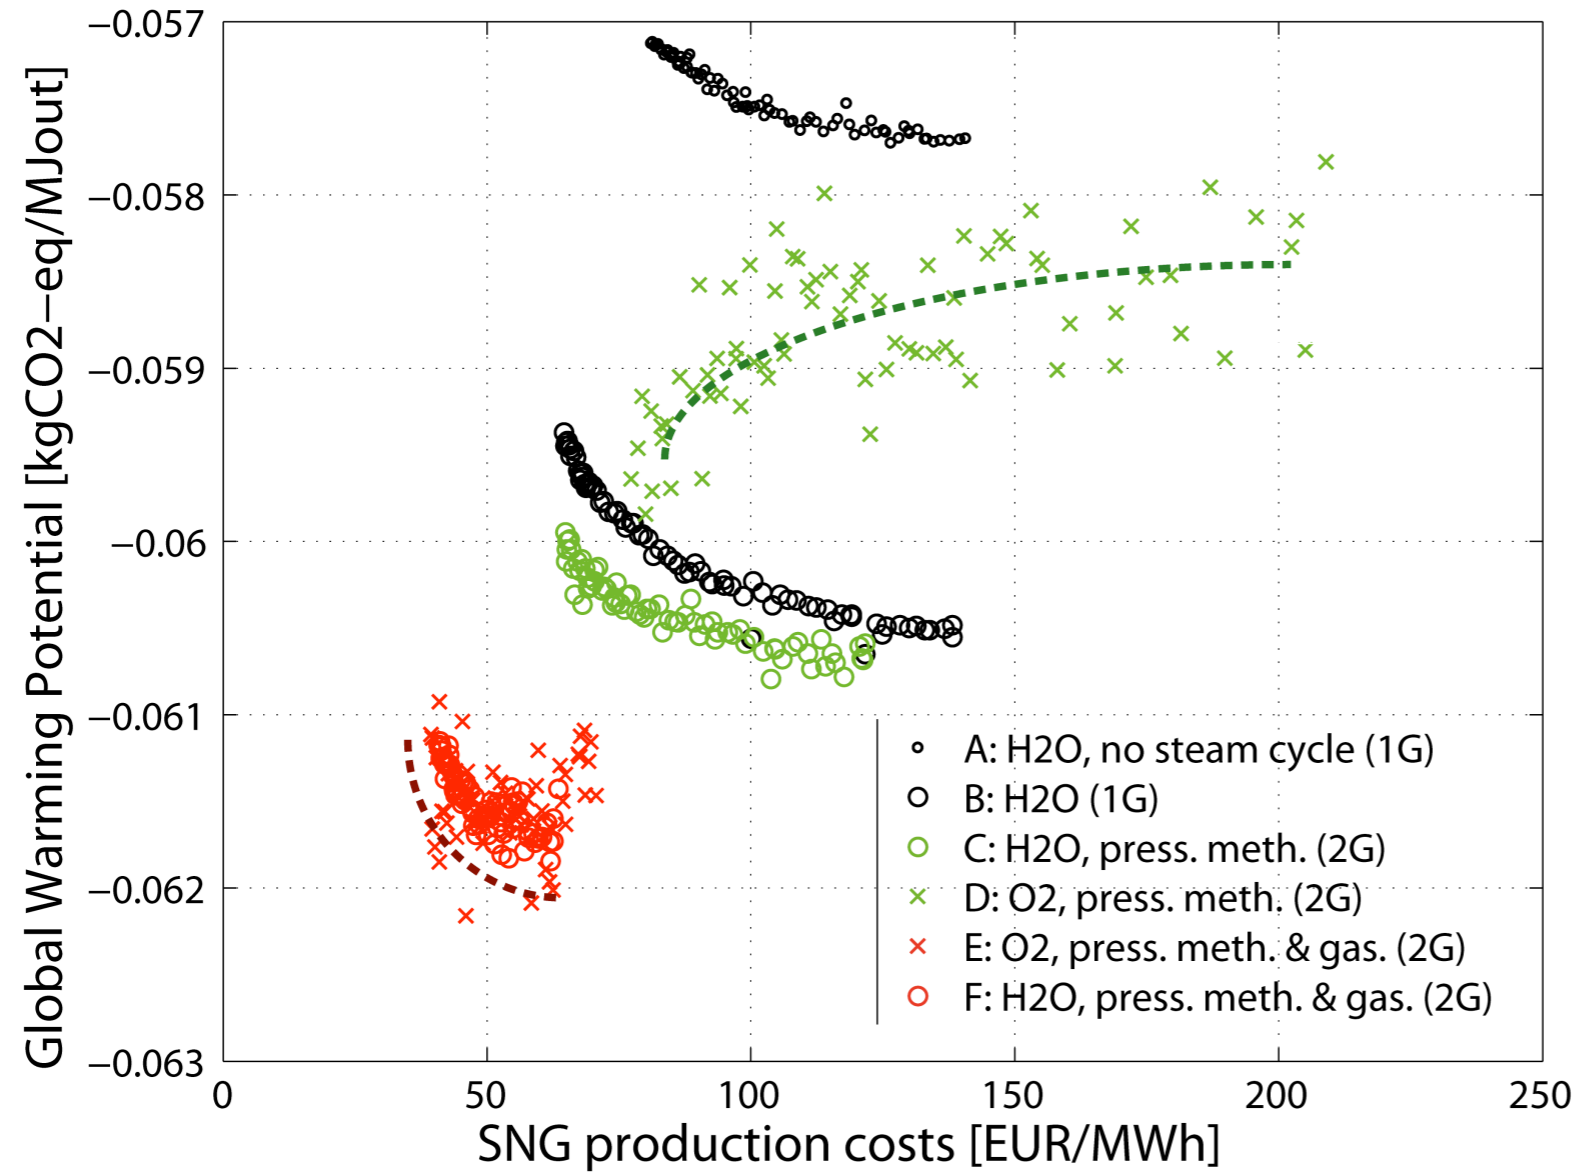 Global Warming Potential [kgCO2−eq/MJout]
−0.057
−0.058
−0.059
−0.06
−0.061
−0.062
−0.063
A: H2O, no steam cycle (1G)
B: H2O (1G)
C: H2O, press. meth. (2G)
D: O2, press. meth. (2G)
E: O2, press. meth. & gas. (2G)
F: H2O, press. meth. & gas. (2G)
0 50 100 150 200 250
SNG production costs [EUR/MWh]